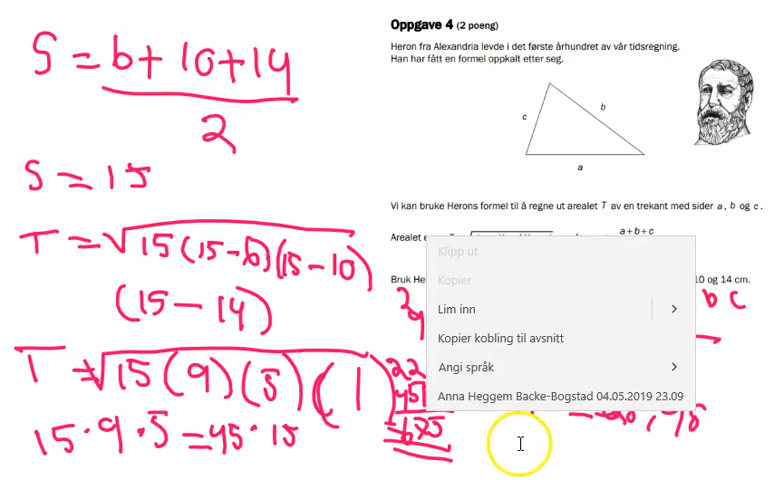 S = 6 + 10 + 14
2
S = 15
T = √15(15-6)(15-10)
(15-14)
T = √15(9)(5)(1)
15·9·5 = 45·15
Oppgave 4 (2 poeng)
Heron fra Alexandria levde i det første århundret av vår tidsregning.
Han har fått en formel oppkalt etter seg.
c
b
a
Vi kan bruke Herons formel til å regne ut arealet T av en trekant med sider a, b og c.
Arealet
a+b+c
Bruk
10 og 14 cm.
b c
Klipp ut
Kopier
Lim inn
Kopier kobling til avsnitt
Angi språk
Anna Heggem Backe-Bogstad 04.05.2019 23.09
675